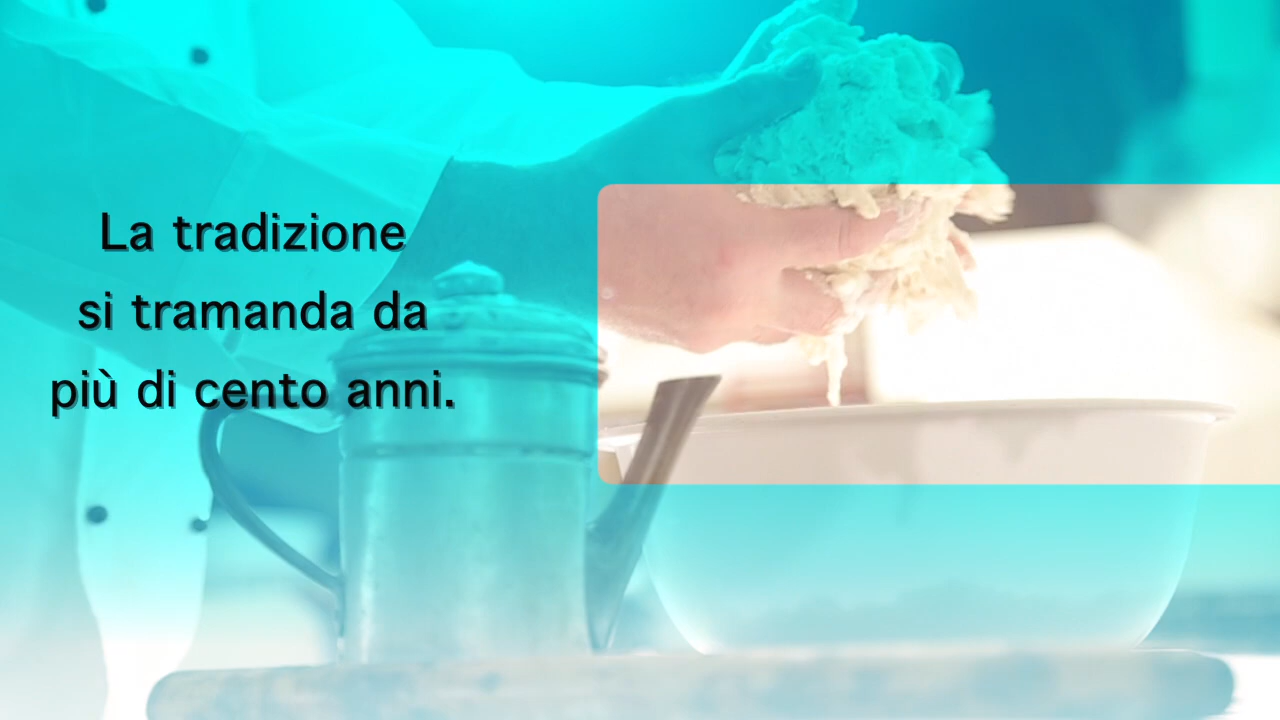 La tradizione
si tramanda da
più di cento anni.